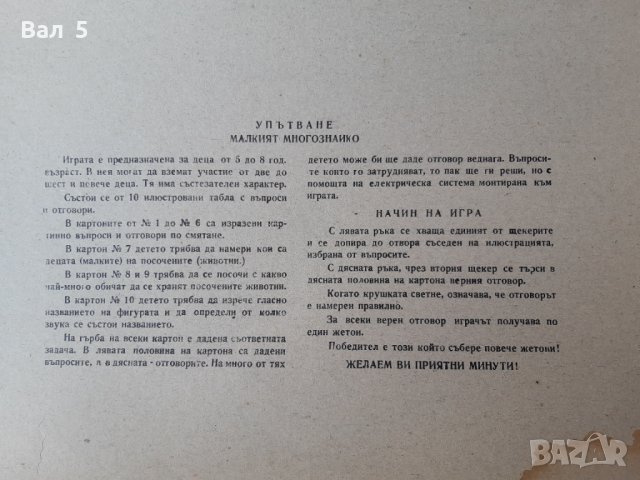 Вал 5
УПЪТВАНЕ
МАЛКИЯТ МНОГОЗНАЙКО
Играта е предназначена за деца от 5 до 8 год.
възраст. В нея могат да вземат участие от две до
шест и повече деца. Тя има състезателен характер.
Състои се от 10 илюстровани табла с въпроси
и отговори.
В картоните от № 1 до № 6 са изразени кар-
тинно въпроси и отговори по смятане.
В картон № 7 детето трябва да намери кои са
децата (малките) на посочените (животни.)
В картон № 8 и 9 трябва да се посочи с какво
най-много обичат да се хранят посочените животни.
В картон № 10 детето трябва да изрече гласно
названието на фигурата и да определи от колко
звука се състои названието.
На гърба на всеки картон е дадена съответната
задача. В лявата половина на картона са дадени
въпросите, а в дясната - отговорите. На много от тях
детето може би ще даде отговор веднага. Въпроси-
те които го затрудняват, то пак ще ги реши, но с
помощта на електрическа система монтирана към
играта.
НАЧИН НА ИГРА
С лявата ръка се хваща единият от щекерите
и се допира до отвора съседен на илюстрацията,
избрана от въпросите.
С дясната ръка, чрез втория щекер се търси в
дясната половина на картона верния отговор.
Когато крушката светне, означава, че отговорът
е намерен правилно.
За всеки верен отговор играчът получава по
един жетон.
Победител е този който събере повече жетони!
ЖЕЛАЕМ ВИ ПРИЯТНИ МИНУТИ!
BAZAR